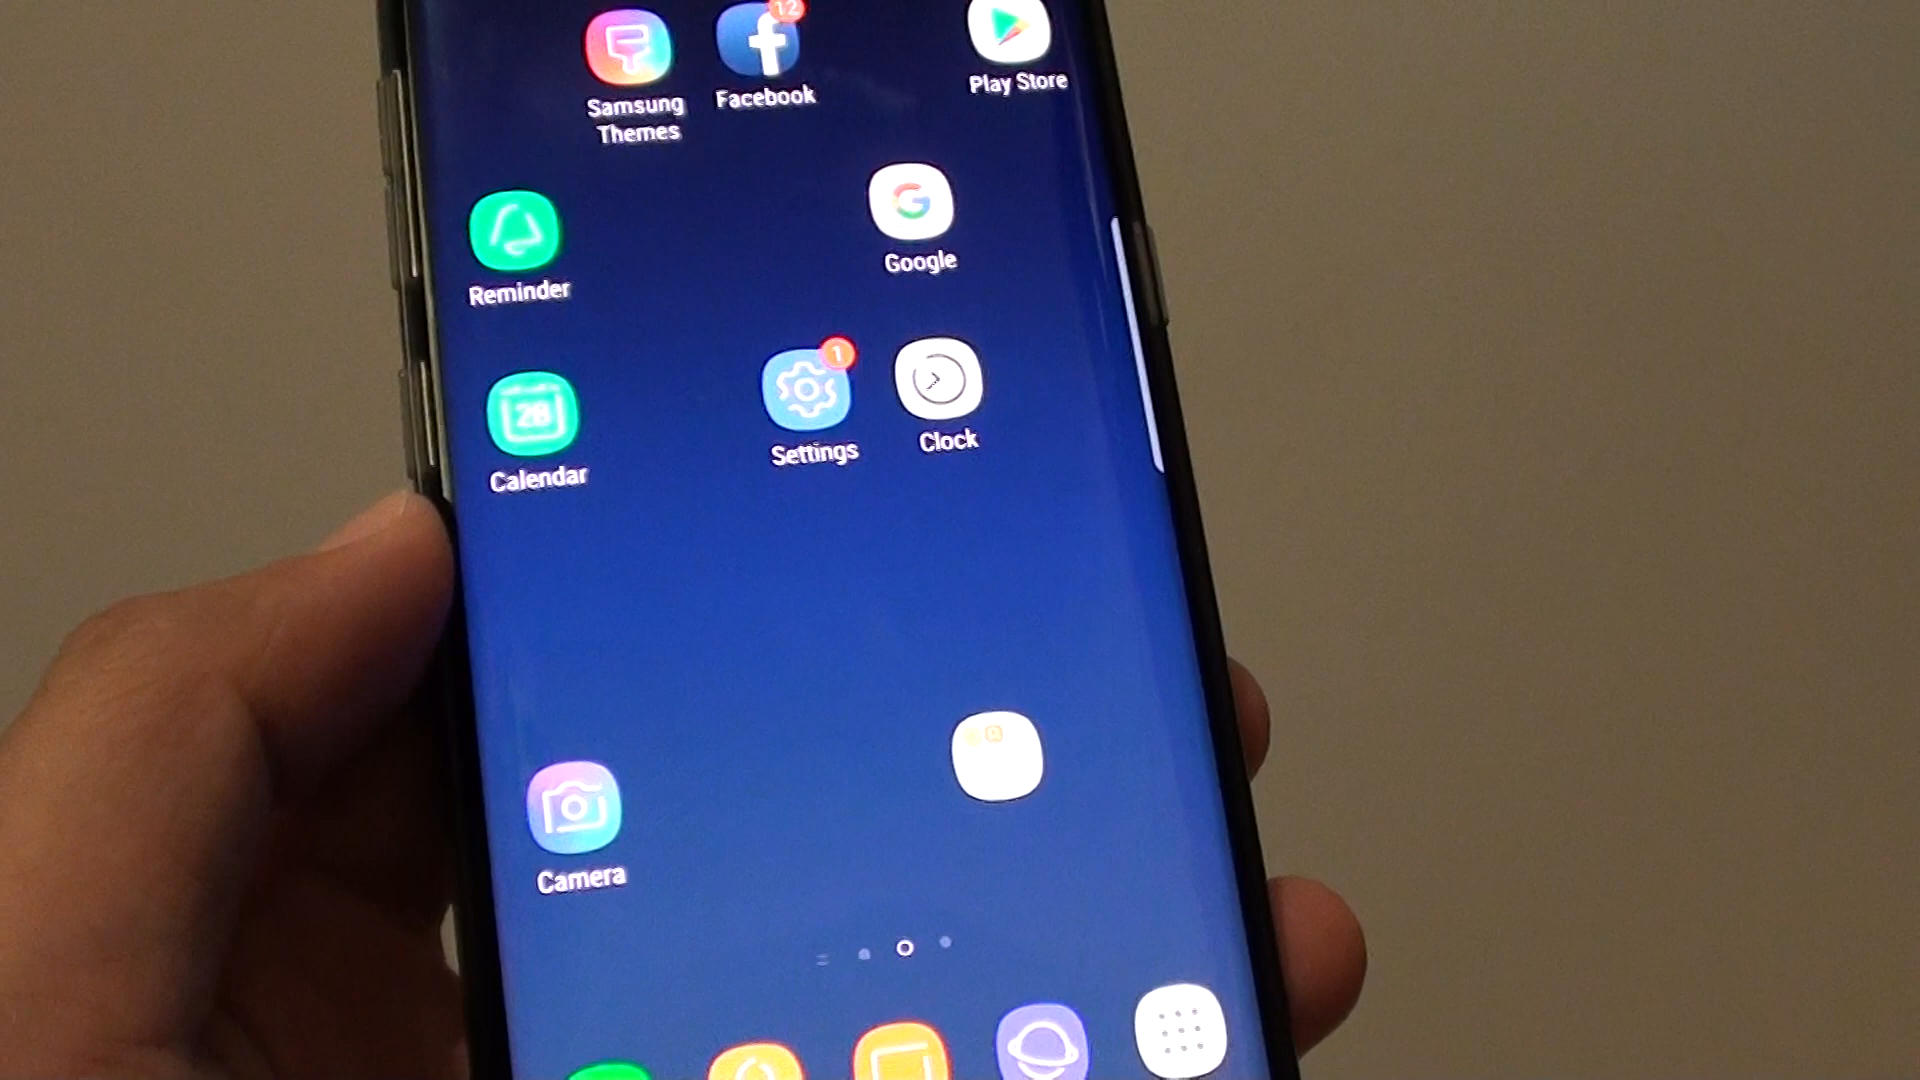 12
Samsung
Themes
Facebook
Play Store
Reminder
Google
Calendar
28
1
Settings
Clock
Camera